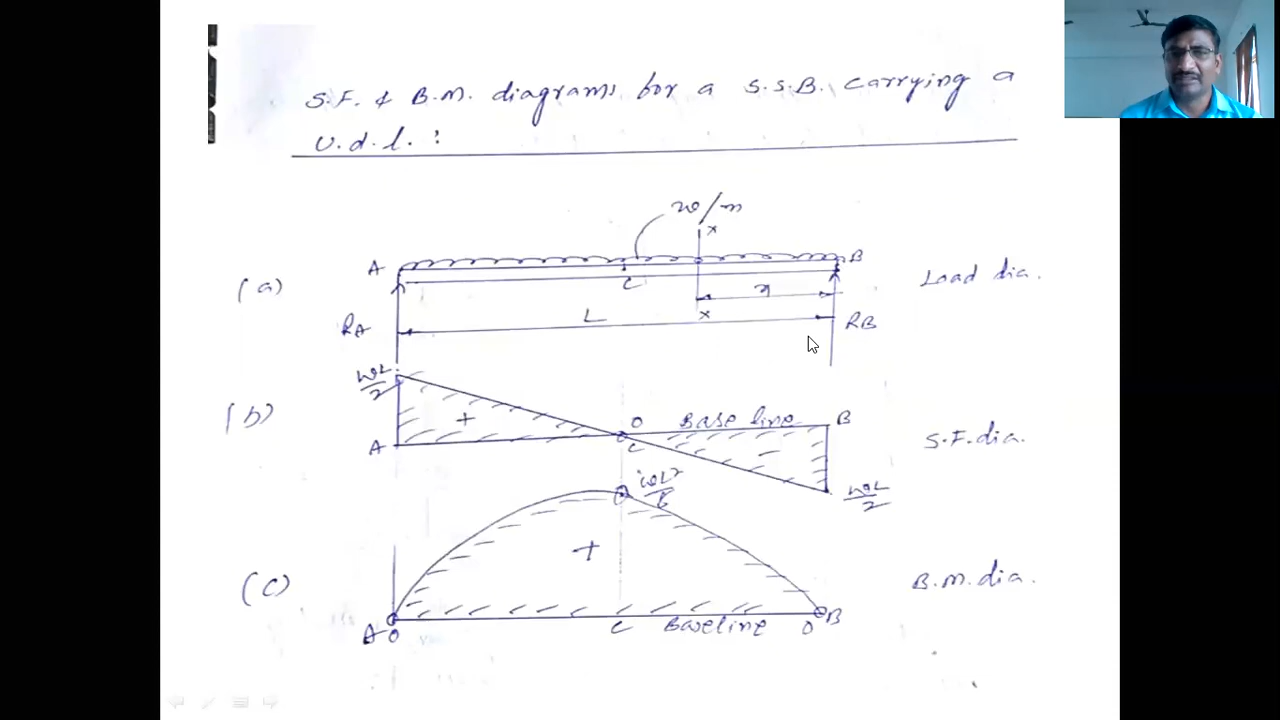 S.F. & B.M. diagrams for a S.S.B. carrying a
U.d.l. :
w/m
x
A
B
C
(a)
Load dia.
x
L
x
RA
RB
wL/2
(b)
+
O
Base line
B
A
C
S.F. dia.
wL/2
wL²/8
+
(c)
B.M. dia.
A
O
C
Baseline
O
B